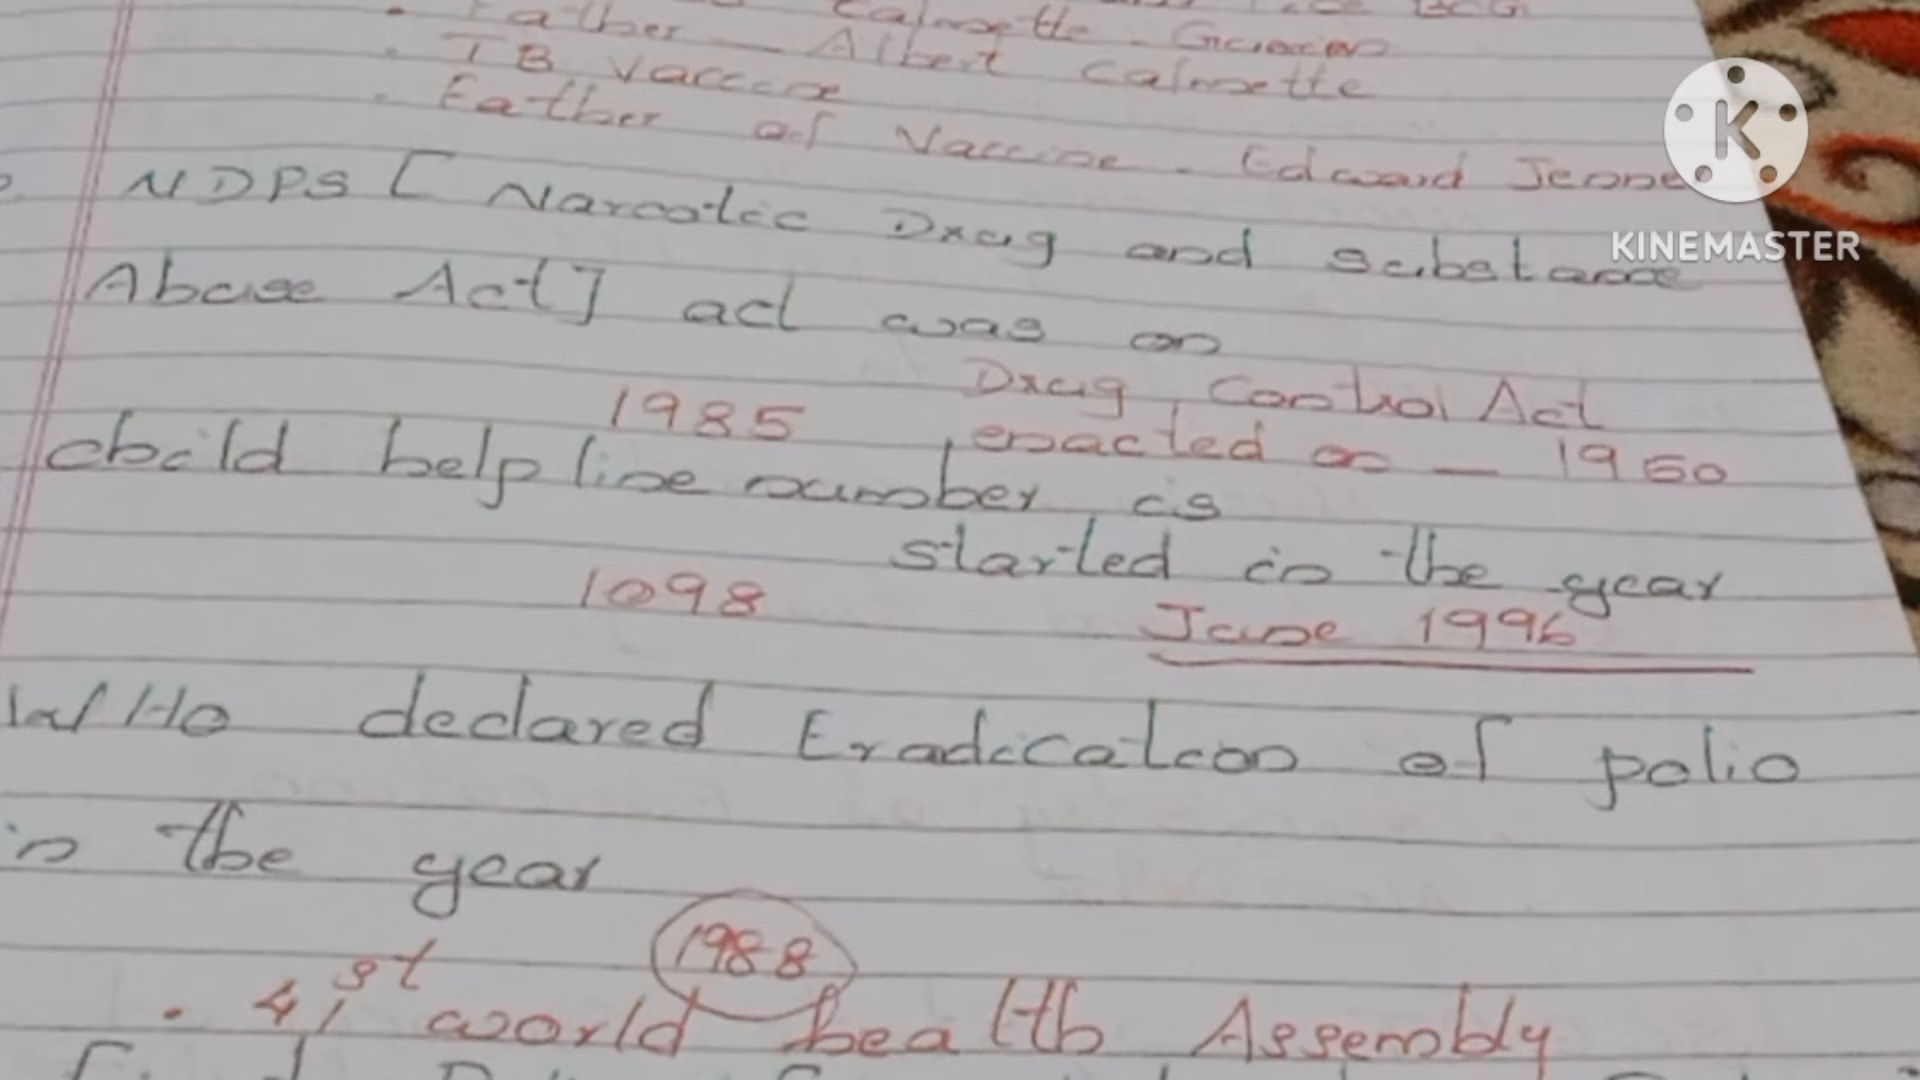 Calmette - Guerin
Father - Albert Calmette
TB vaccine
Father of Vaccine - Edward Jenner
NDPS [ Narcotic Drug and substance
Abuse Act] act was on
1985
Drug Control Act
enacted on - 1950
child help line number is
1098
started in the year
June 1996
WHO declared Eradication of polio
in the year
1988
41st world health Assembly
KINEMASTER